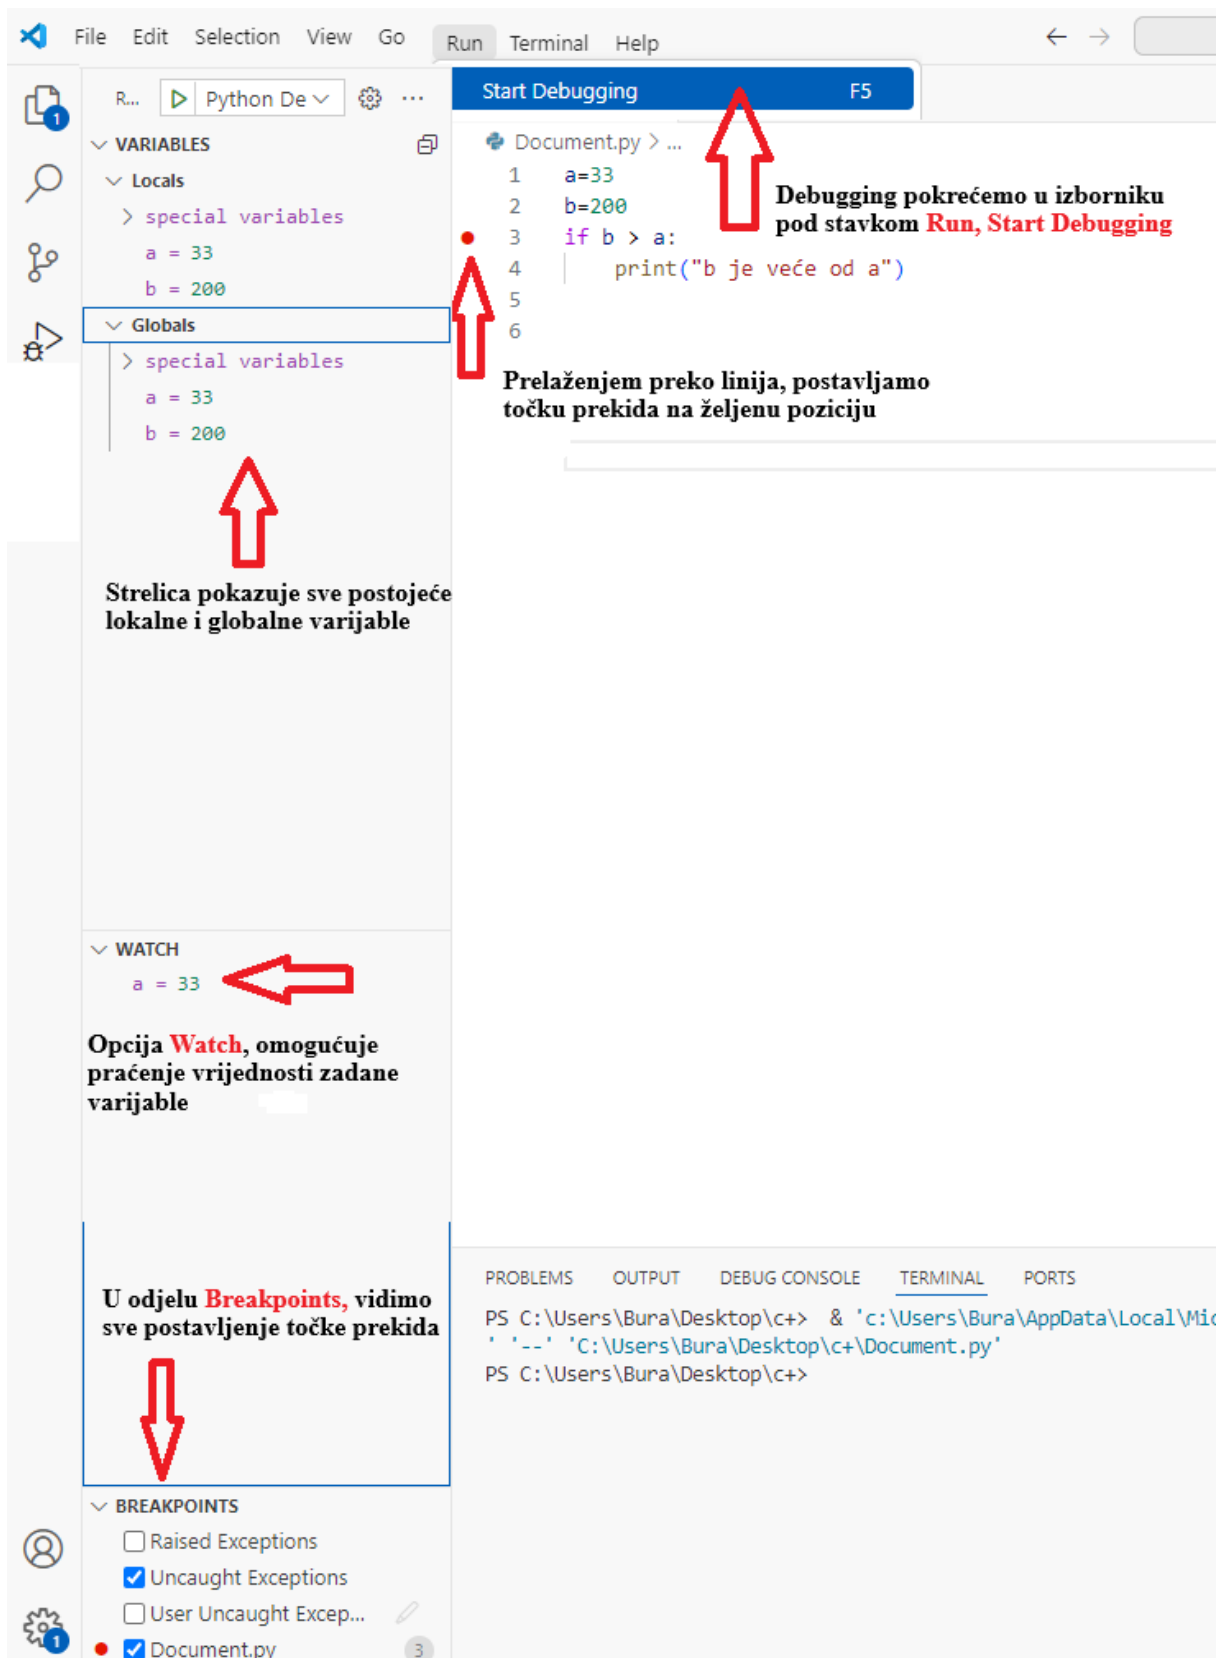 File Edit Selection View Go Run Terminal Help
R... Python De
Start Debugging F5
VARIABLES
Locals
special variables
a = 33
b = 200
Globals
special variables
a = 33
b = 200
Strelica pokazuje sve postojeće
lokalne i globalne varijable
Document.py > ...
1 a=33
2 b=200
3 if b > a:
4 print("b je veće od a")
5
6
Debugging pokrećemo u izborniku
pod stavkom Run, Start Debugging
Prelaženjem preko linija, postavljamo
točku prekida na željenu poziciju
WATCH
a = 33
Opcija Watch, omogućuje
praćenje vrijednosti zadane
varijable
U odjelu Breakpoints, vidimo
sve postavljenje točke prekida
BREAKPOINTS
Raised Exceptions
Uncaught Exceptions
User Uncaught Excep...
Document.py 3
PROBLEMS OUTPUT DEBUG CONSOLE TERMINAL PORTS
PS C:\Users\Bura\Desktop\c+> & 'c:\Users\Bura\AppData\Local\Mic
' '--' 'C:\Users\Bura\Desktop\c+\Document.py'
PS C:\Users\Bura\Desktop\c+>
1
1